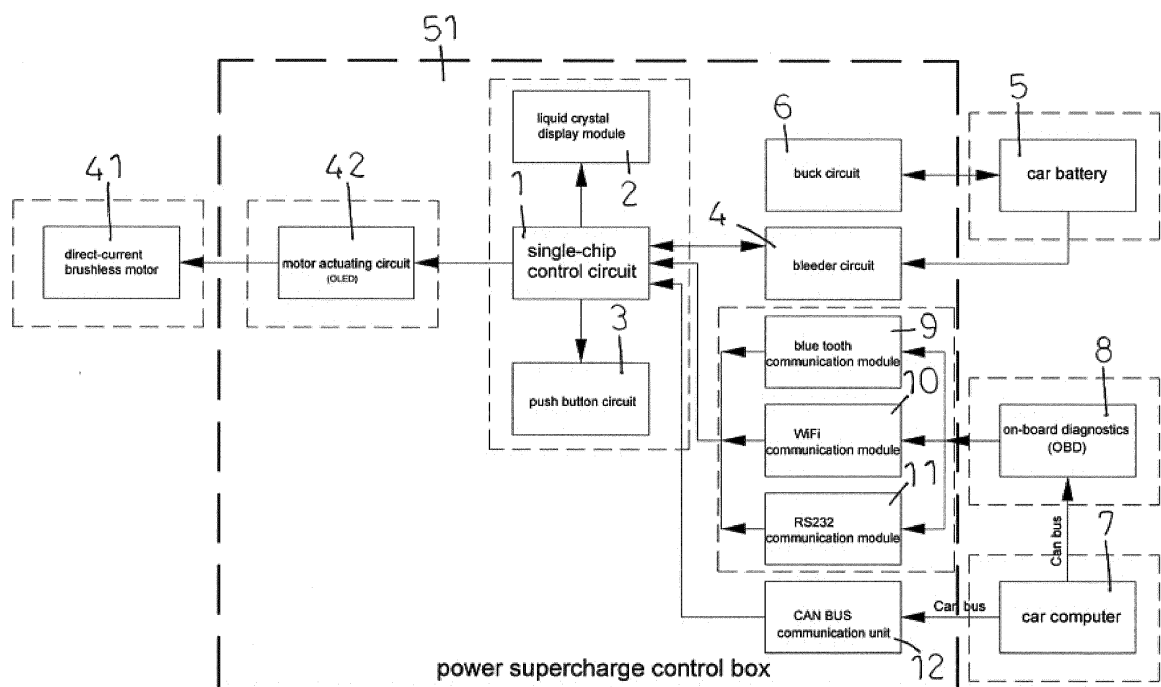 51
liquid crystal
display module
2
6
buck circuit
5
car battery
41
direct-current
brushless motor
42
motor actuating circuit
(OLED)
1
single-chip
control circuit
4
bleeder circuit
3
push button circuit
9
blue tooth
communication module
10
WiFi
communication module
11
RS232
communication module
8
on-board diagnostics
(OBD)
Can bus
7
car computer
Can bus
CAN BUS
communication unit
12
power supercharge control box